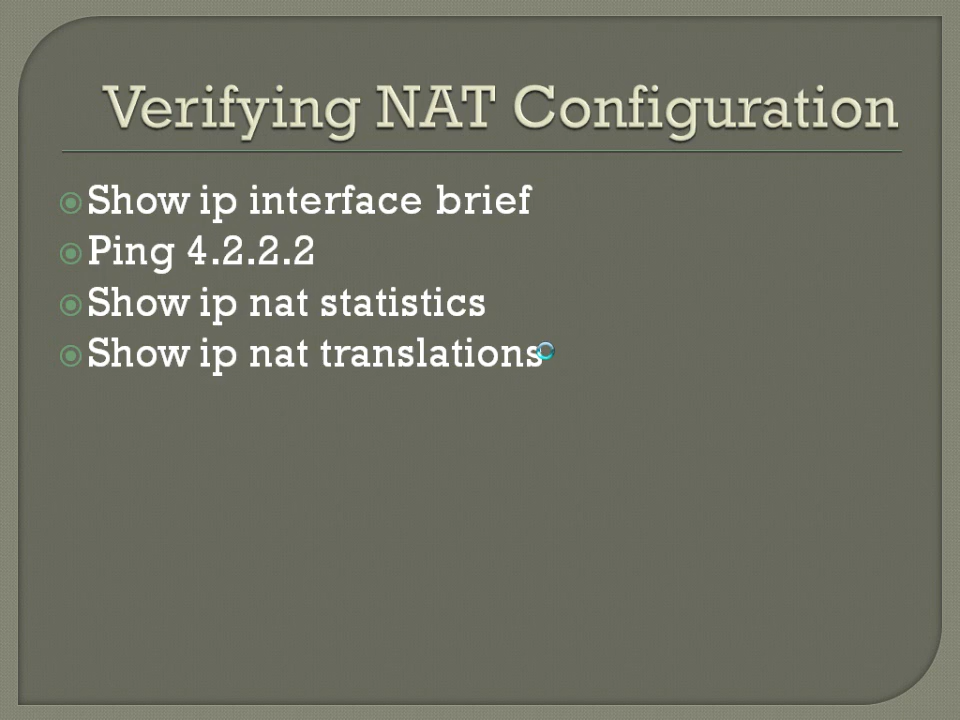 Verifying NAT Configuration
Show ip interface brief
Ping 4.2.2.2
Show ip nat statistics
Show ip nat translations